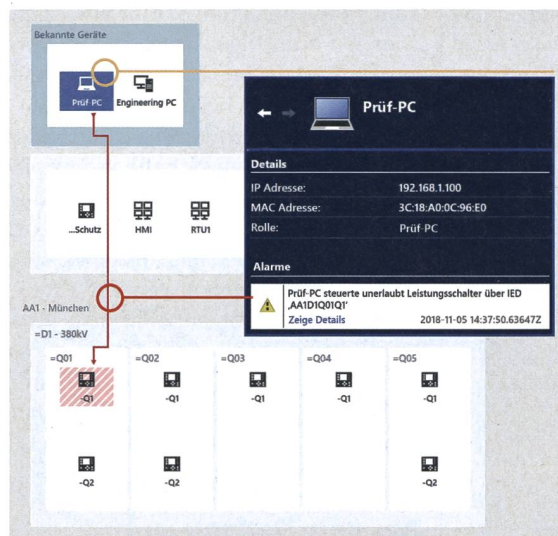 Bekannte Geräte
Prüf PC
Engineering PC
Prüf-PC
Details
IP Adresse: 192.168.1.100
MAC Adresse: 3C:18:A0:0C:96:E0
Rolle: Prüf-PC
Alarme
Prüf-PC steuerte unerlaubt Leistungsschalter über IED
‚AA1D1Q01Q1'
Zeige Details 2018-11-05 14:37:50.63647Z
...Schutz
HMI
RTU1
AA1 - München
=D1 - 380kV
=Q01 =Q02 =Q03 =Q04 =Q05
-Q1 -Q1 -Q1 -Q1 -Q1
-Q2 -Q2 -Q2